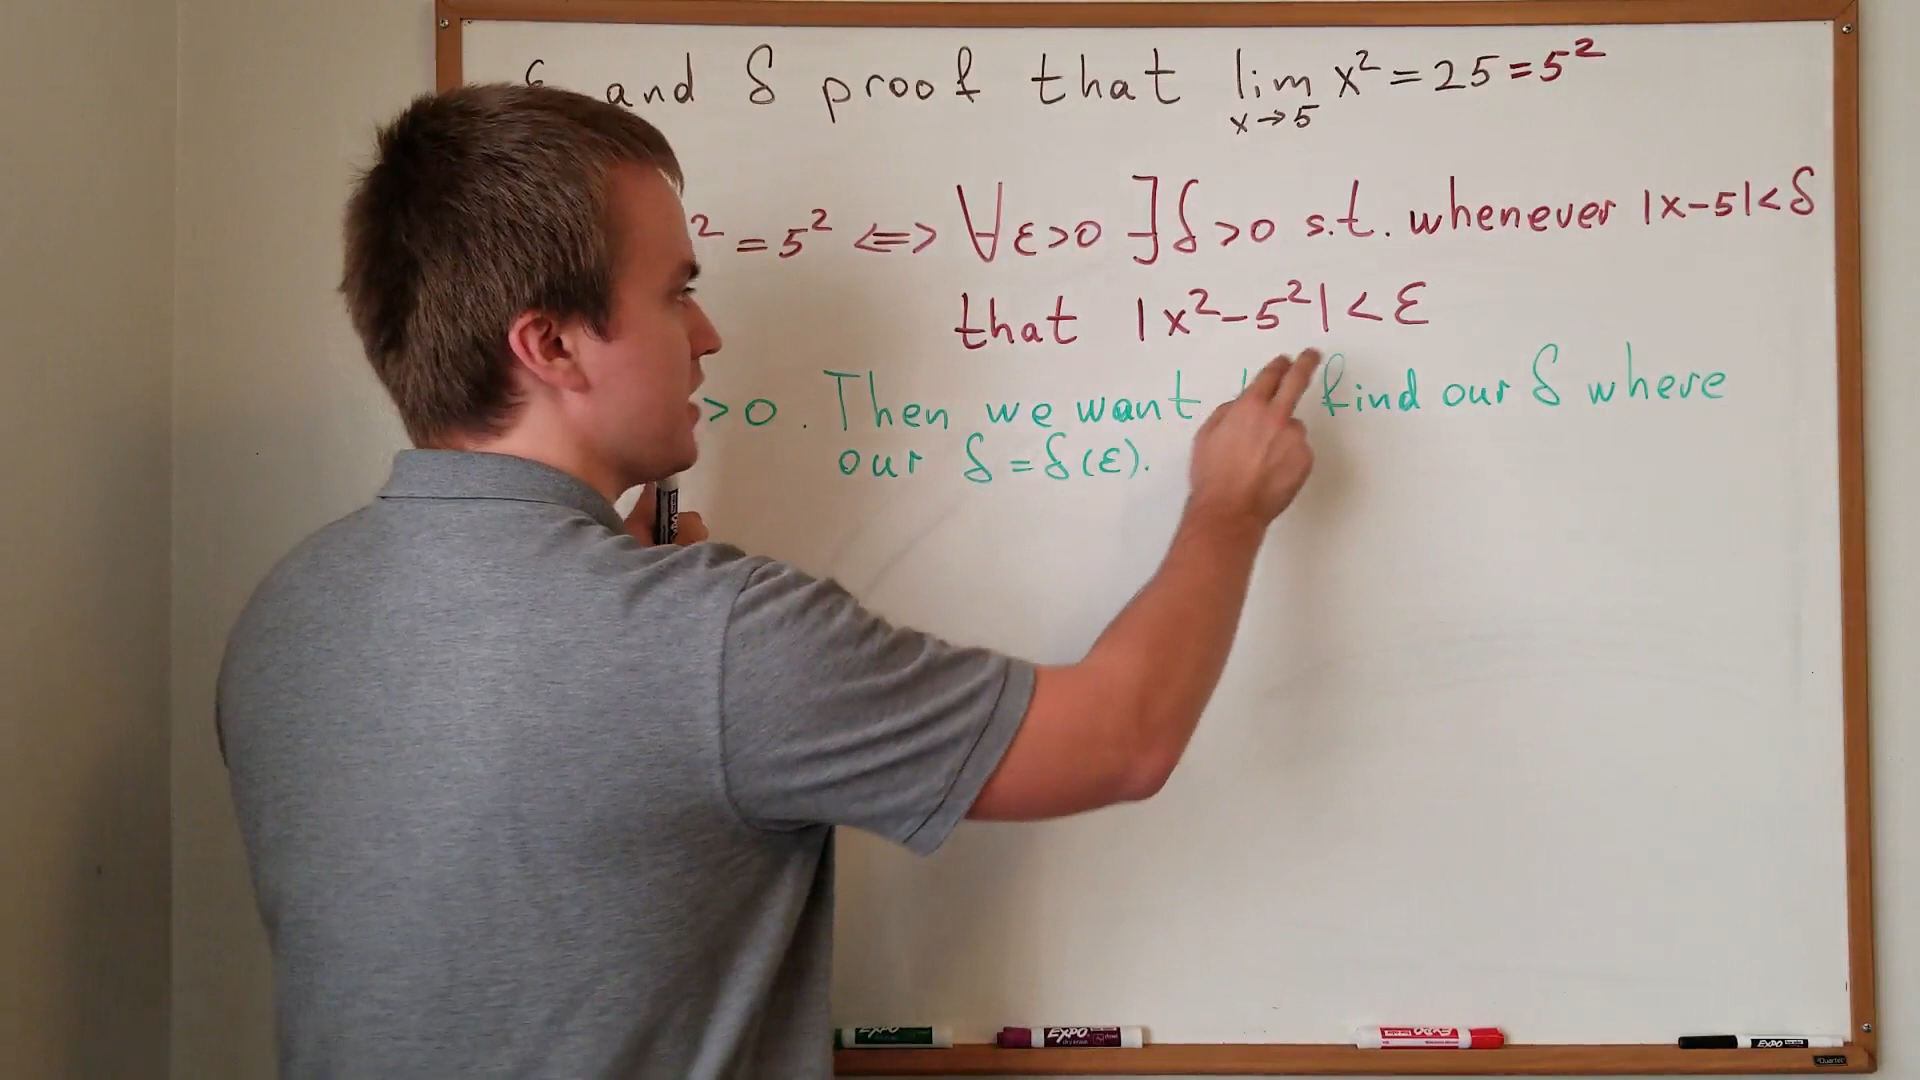 and δ proof that lim x² = 25 = 5²
x→5
² = 5² <=> ∀ε>0 ∃δ>0 s.t. whenever |x-5|<δ
that |x²-5²| < ε
>0. Then we want find our δ where
our δ = δ(ε).
EXPO
EXPO
EXPO
EXPO
Quartet